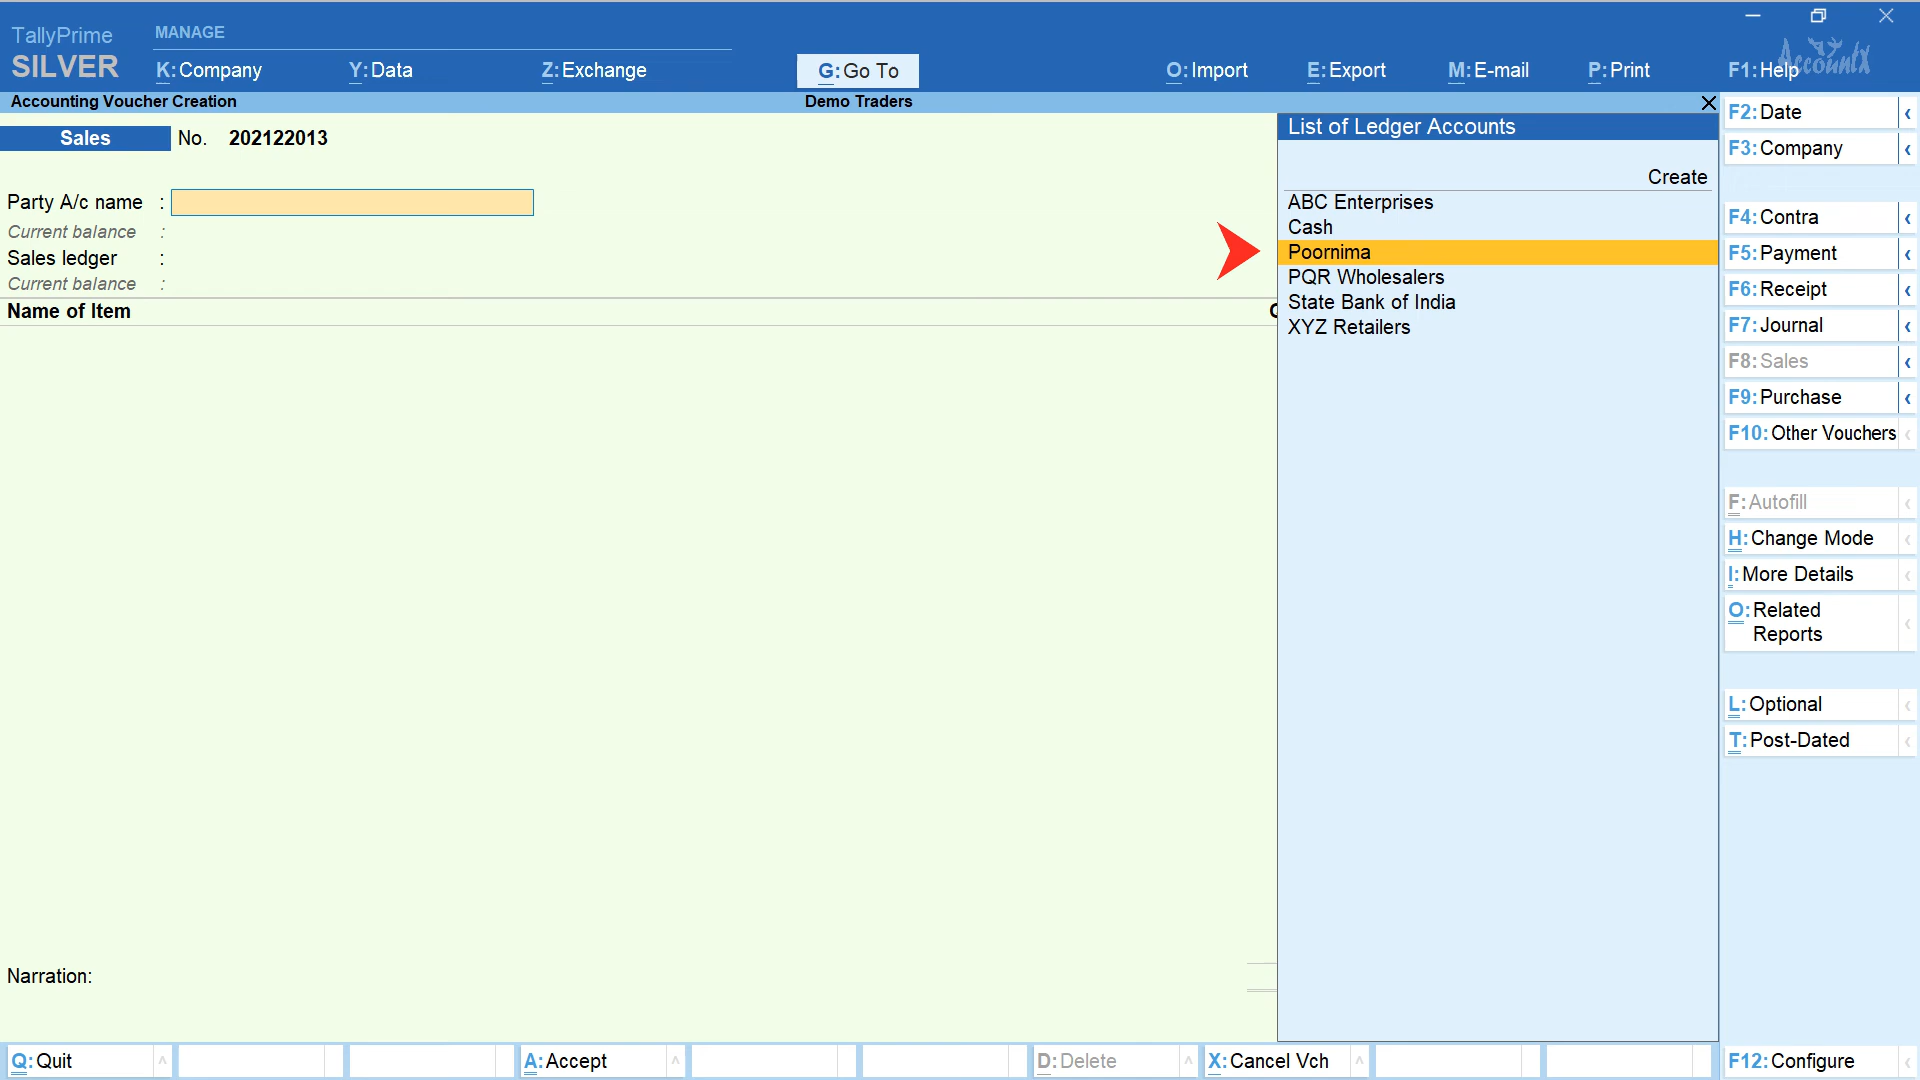 TallyPrime
SILVER
MANAGE
K:Company
Y:Data
Z:Exchange
G:Go To
O:Import
E:Export
M:E-mail
P:Print
F1:Help
AccountX
Accounting Voucher Creation
Demo Traders
Sales No. 202122013
Party A/c name :
Current balance :
Sales ledger :
Current balance :
Name of Item
Narration:
List of Ledger Accounts
Create
ABC Enterprises
Cash
Poornima
PQR Wholesalers
State Bank of India
XYZ Retailers
F2:Date
F3:Company
F4:Contra
F5:Payment
F6:Receipt
F7:Journal
F8:Sales
F9:Purchase
F10:Other Vouchers
F:Autofill
H:Change Mode
I:More Details
O:Related
Reports
L:Optional
T:Post-Dated
Q:Quit
A:Accept
D:Delete
X:Cancel Vch
F12:Configure